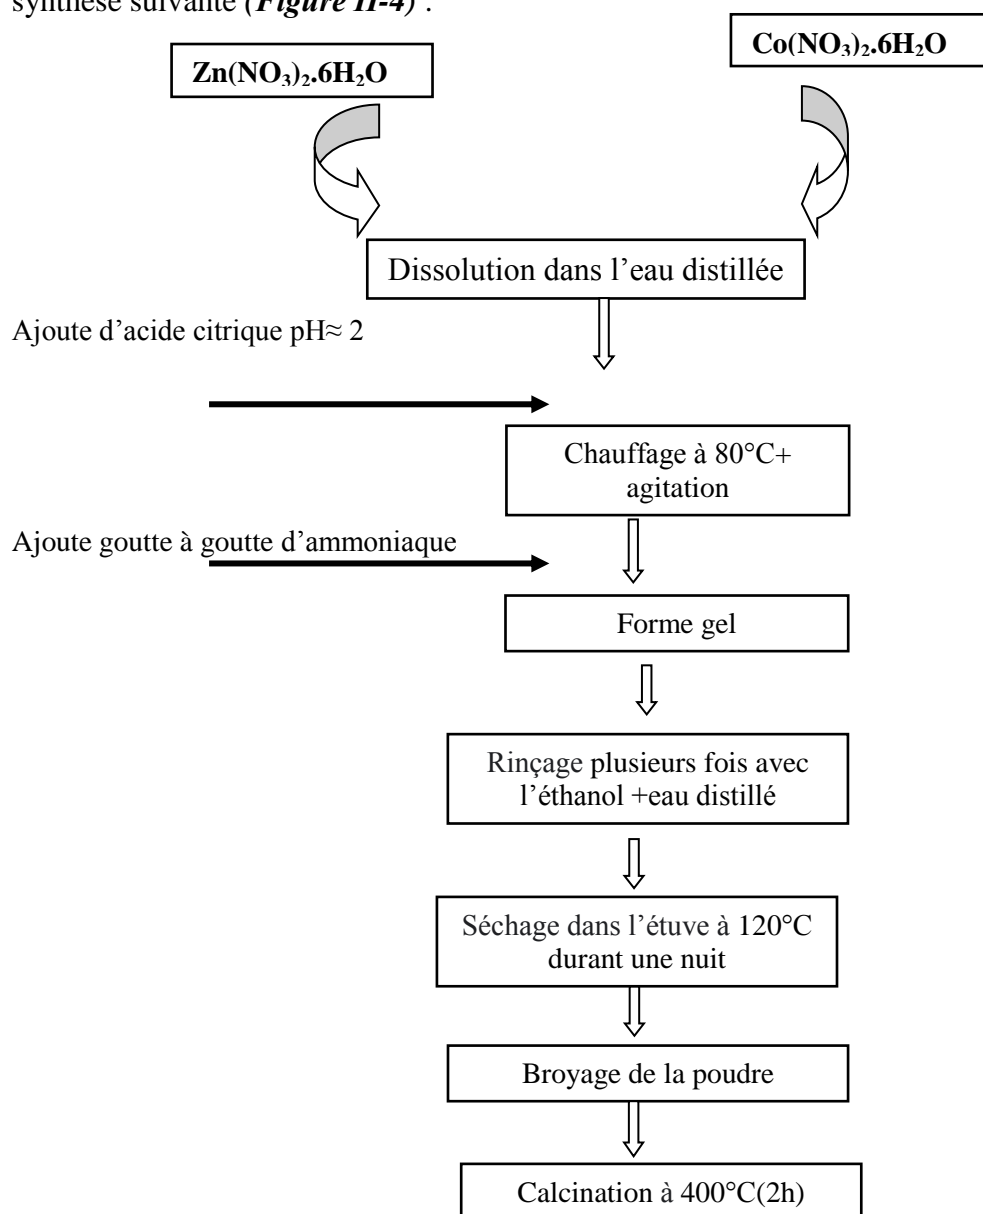 synthèse suivante (Figure II-4) :
Zn(NO₃)₂.6H₂O
Co(NO₃)₂.6H₂O
Dissolution dans l’eau distillée
Ajoute d’acide citrique pH≈ 2
Chauffage à 80°C+
agitation
Ajoute goutte à goutte d’ammoniaque
Forme gel
Rinçage plusieurs fois avec
l’éthanol +eau distillé
Séchage dans l’étuve à 120°C
durant une nuit
Broyage de la poudre
Calcination à 400°C(2h)